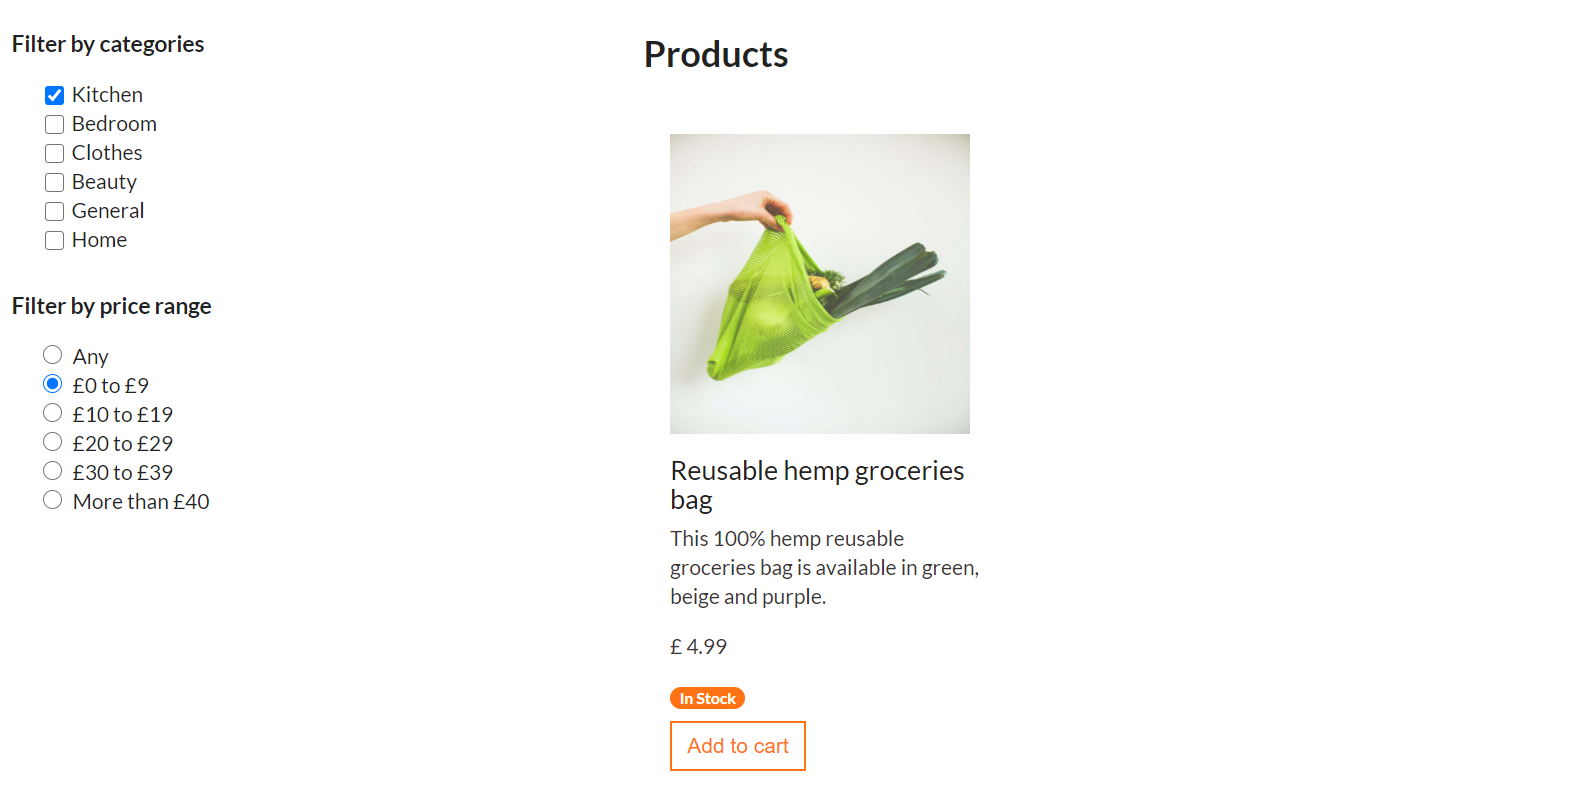 Filter by categories
Kitchen
Bedroom
Clothes
Beauty
General
Home
Filter by price range
Any
£0 to £9
£10 to £19
£20 to £29
£30 to £39
More than £40
Products
Reusable hemp groceries
bag
This 100% hemp reusable
groceries bag is available in green,
beige and purple.
£ 4.99
In Stock
Add to cart